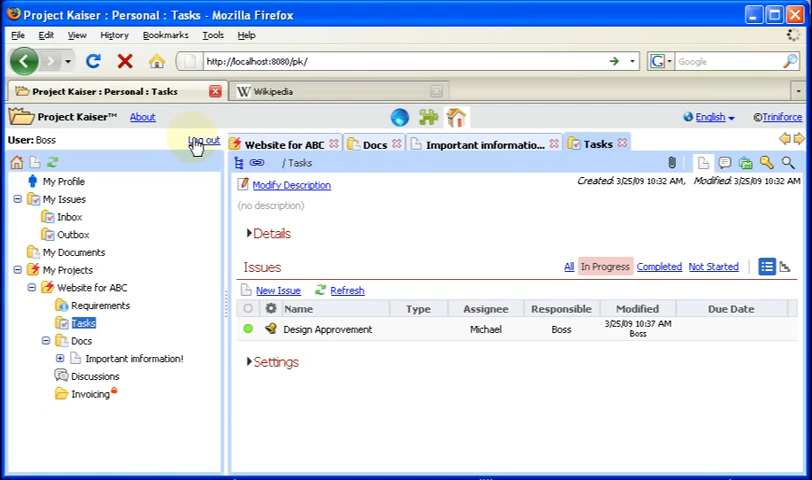 Project Kaiser : Personal : Tasks - Mozilla Firefox
File Edit View History Bookmarks Tools Help
http://localhost:8080/pk/
Google
Project Kaiser : Personal : Tasks
Wikipedia
Project Kaiser™ About
English
©Triniforce
User: Boss
Log out
Website for ABC
Docs
Important informatio...
Tasks
/ Tasks
Modify Description
Created: 3/25/09 10:32 AM, Modified: 3/25/09 10:32 AM
(no description)
Details
Issues
All In Progress Completed Not Started
New Issue Refresh
Name Type Assignee Responsible Modified Due Date
Design Approvement Michael Boss 3/25/09 10:37 AM
Boss
Settings
My Profile
My Issues
Inbox
Outbox
My Documents
My Projects
Website for ABC
Requirements
Tasks
Docs
Important imformation!
Discussions
Invoicing